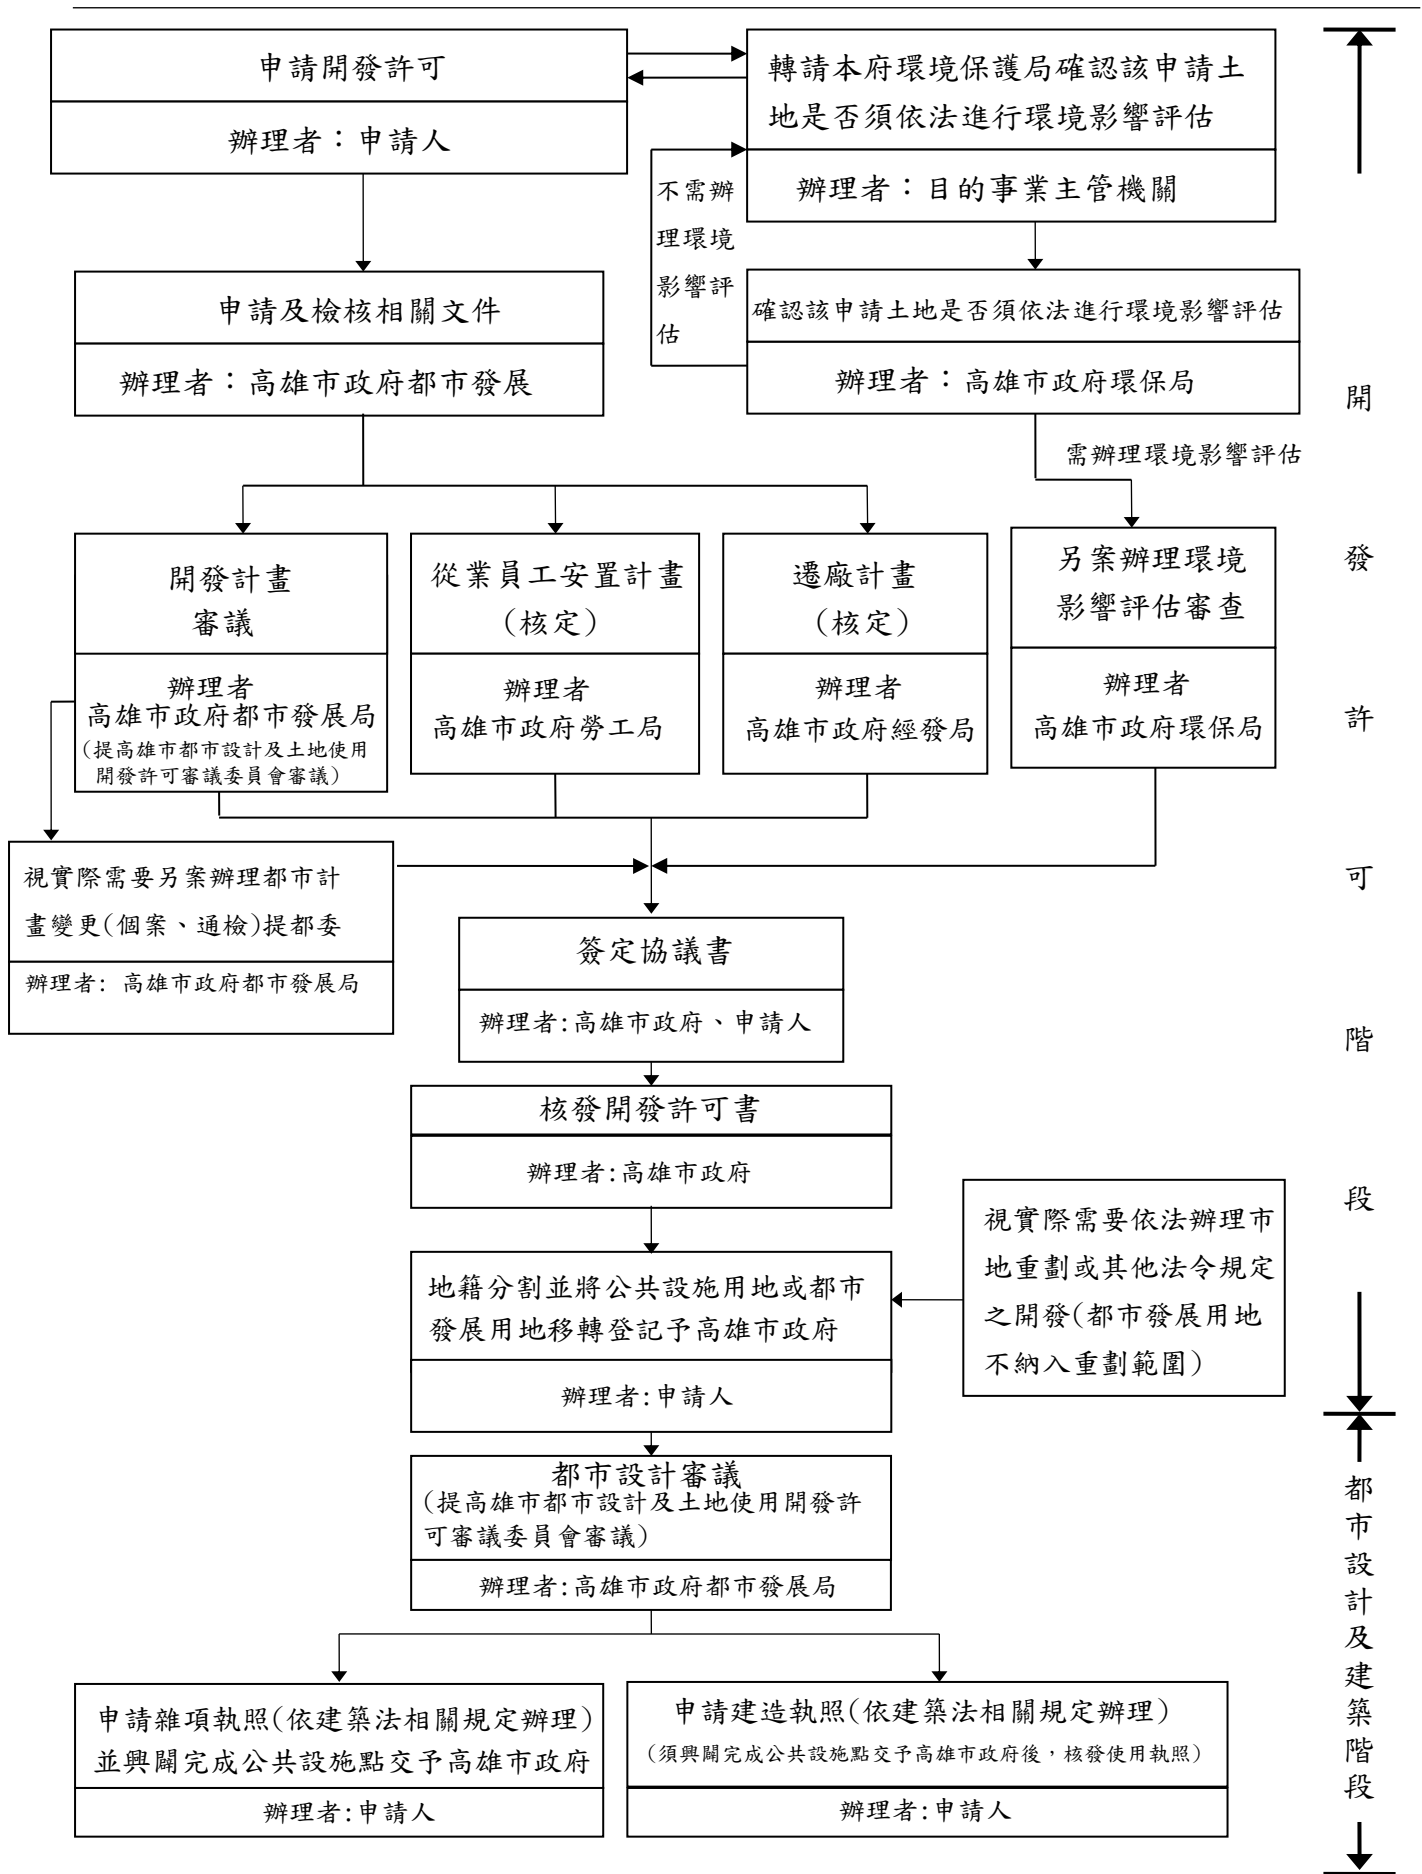 申請開發許可
辦理者：申請人
轉請本府環境保護局確認該申請土
地是否須依法進行環境影響評估
辦理者：目的事業主管機關
不需辦
理環境
影響評
估
申請及檢核相關文件
辦理者：高雄市政府都市發展
確認該申請土地是否須依法進行環境影響評估
辦理者：高雄市政府環保局
需辦理環境影響評估
開發計畫
審議
辦理者
高雄市政府都市發展局
(提高雄市都市設計及土地使用
開發許可審議委員會審議)
從業員工安置計畫
(核定)
辦理者
高雄市政府勞工局
遷廠計畫
(核定)
辦理者
高雄市政府經發局
另案辦理環境
影響評估審查
辦理者
高雄市政府環保局
視實際需要另案辦理都市計
畫變更(個案、通檢)提都委
辦理者: 高雄市政府都市發展局
簽定協議書
辦理者:高雄市政府、申請人
核發開發許可書
辦理者:高雄市政府
地籍分割並將公共設施用地或都市
發展用地移轉登記予高雄市政府
辦理者:申請人
視實際需要依法辦理市
地重劃或其他法令規定
之開發(都市發展用地
不納入重劃範圍)
都市設計審議
(提高雄市都市設計及土地使用開發許
可審議委員會審議)
辦理者:高雄市政府都市發展局
申請雜項執照(依建築法相關規定辦理)
並興闢完成公共設施點交予高雄市政府
辦理者:申請人
申請建造執照(依建築法相關規定辦理)
(須興闢完成公共設施點交予高雄市政府後，核發使用執照)
辦理者:申請人
開發許可階段
都市設計及建築階段